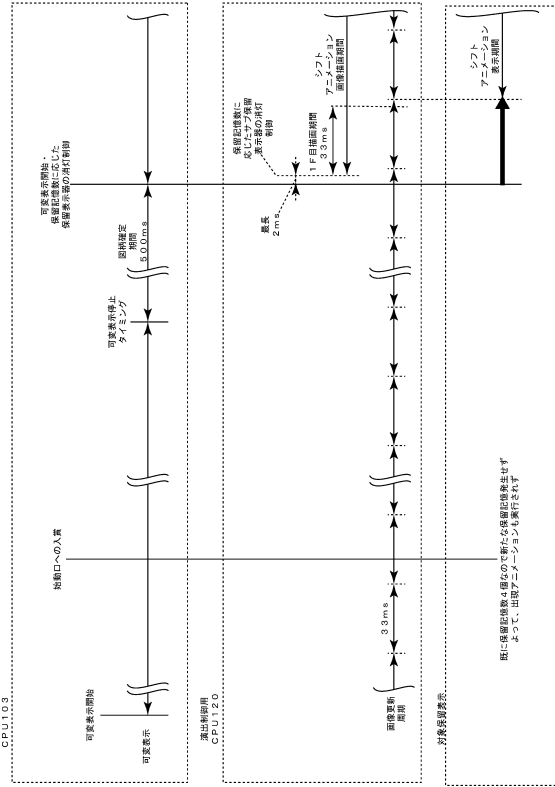 CPU103
可変表示開始
可変表示
始動口への入賞
可変表示停止
タイミング
図柄確定
期間
500ms
可変表示開始・
保留記憶数に応じた
保留表示器の消灯制御
演出制御用
CPU120
画像更新
周期
33ms
最長
2ms
保留記憶数に
応じたサブ保留
表示器の消灯
制御
1F目描画期間
33ms
シフト
アニメーション
画像描画期間
対象保留表示
既に保留記憶数4個なので新たな保留記憶発生せず
よって、出現アニメーションも実行されず
シフト
アニメーション
表示期間